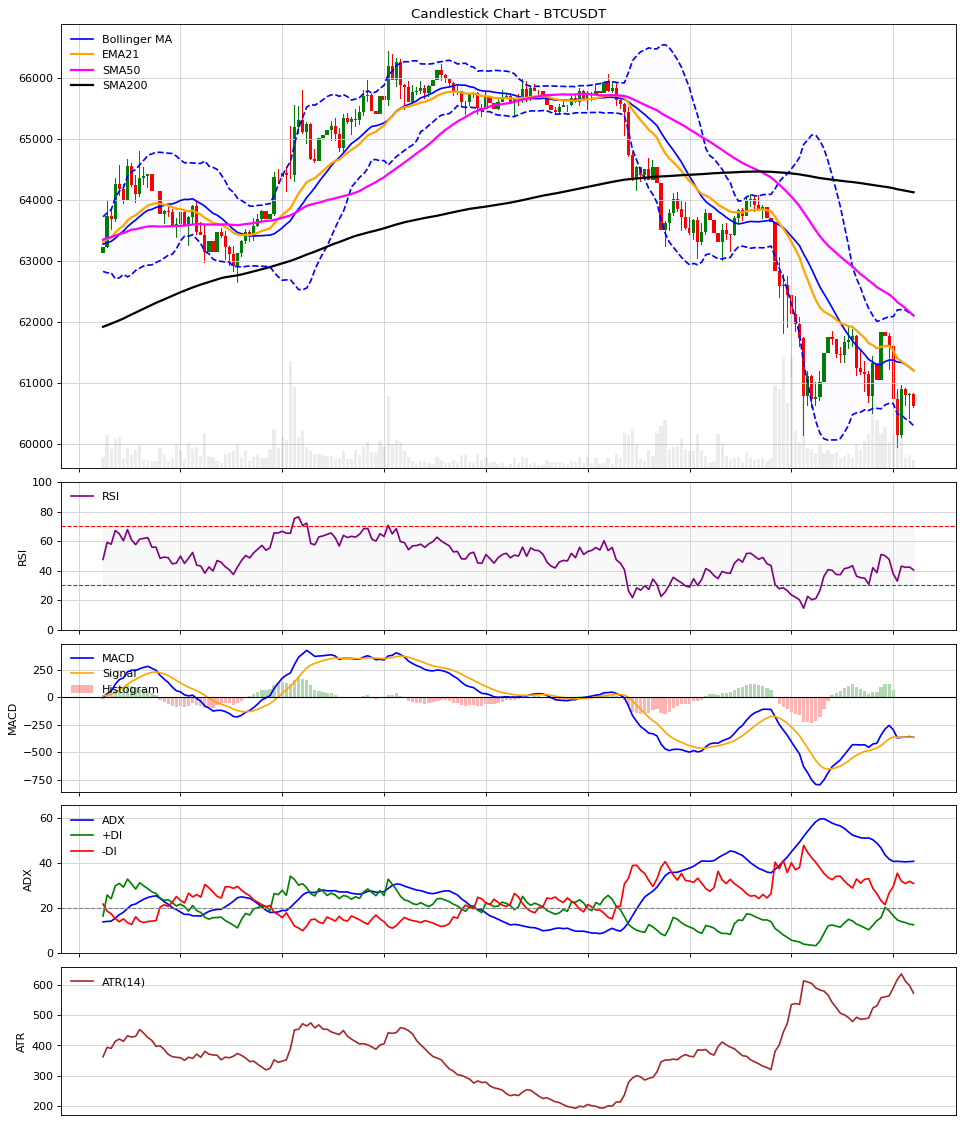 Candlestick Chart - BTCUSDT
Bollinger MA
EMA21
SMA50
SMA200
66000
65000
64000
63000
62000
61000
60000
RSI
RSI
100
80
60
40
20
0
MACD
Signal
Histogram
MACD
250
0
−250
−500
−750
ADX
+DI
-DI
ADX
60
40
20
0
ATR(14)
ATR
600
500
400
300
200